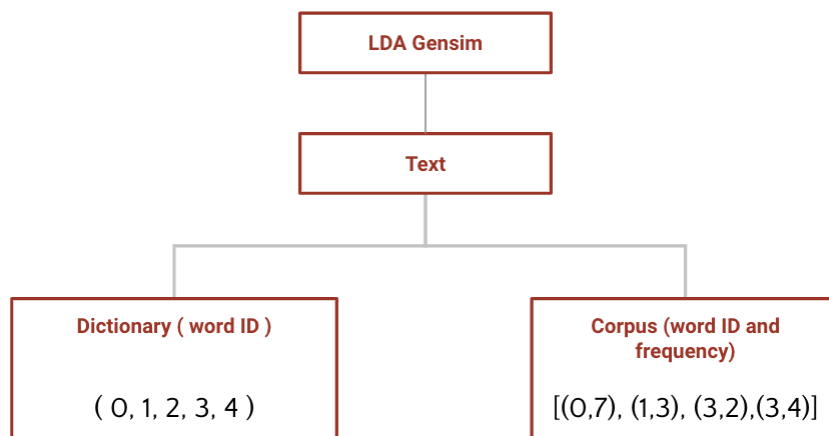 LDA Gensim
Text
Dictionary ( word ID )
( 0, 1, 2, 3, 4 )
Corpus (word ID and
frequency)
[(0,7), (1,3), (3,2),(3,4)]